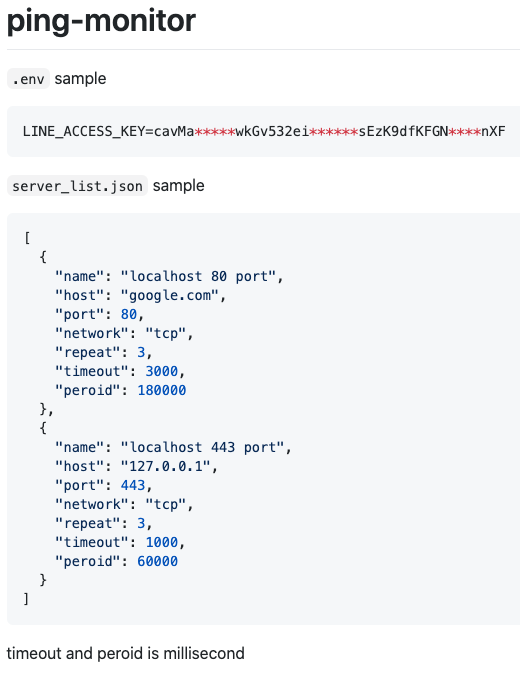 ping-monitor
.env sample
LINE_ACCESS_KEY=cavMa*****wkGv532ei******sEzK9dfKFGN****nXF
server_list.json sample
[
  {
    "name": "localhost 80 port",
    "host": "google.com",
    "port": 80,
    "network": "tcp",
    "repeat": 3,
    "timeout": 3000,
    "peroid": 180000
  },
  {
    "name": "localhost 443 port",
    "host": "127.0.0.1",
    "port": 443,
    "network": "tcp",
    "repeat": 3,
    "timeout": 1000,
    "peroid": 60000
  }
]
timeout and peroid is millisecond